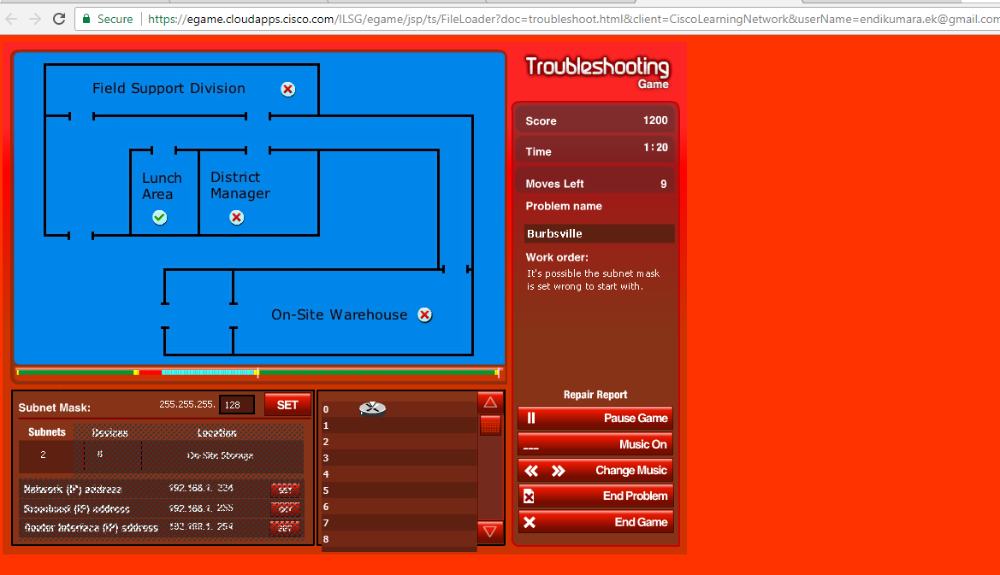 Secure https://egame.cloudapps.cisco.com/ILSG/egame/jsp/ts/FileLoader?doc=troubleshoot.html&client=CiscoLearningNetwork&userName=endikumara.ek@gmail.com
Field Support Division
Lunch
Area
District
Manager
On-Site Warehouse
Troubleshooting
Game
Score 1200
Time 1:20
Moves Left 9
Problem name
Burbsville
Work order:
It's possible the subnet mask
is set wrong to start with.
Repair Report
Pause Game
Music On
Change Music
End Problem
End Game
Subnet Mask: 255.255.255. 128 SET
Subnets Devices Location
2 On-Site Storage
Network (IP) address 192.168.1. 224 SET
Broadcast (IP) address 192.168.1. 255
Router Interface (IP) address 192.168.1. 254 SET
0
1
2
3
4
5
6
7
8